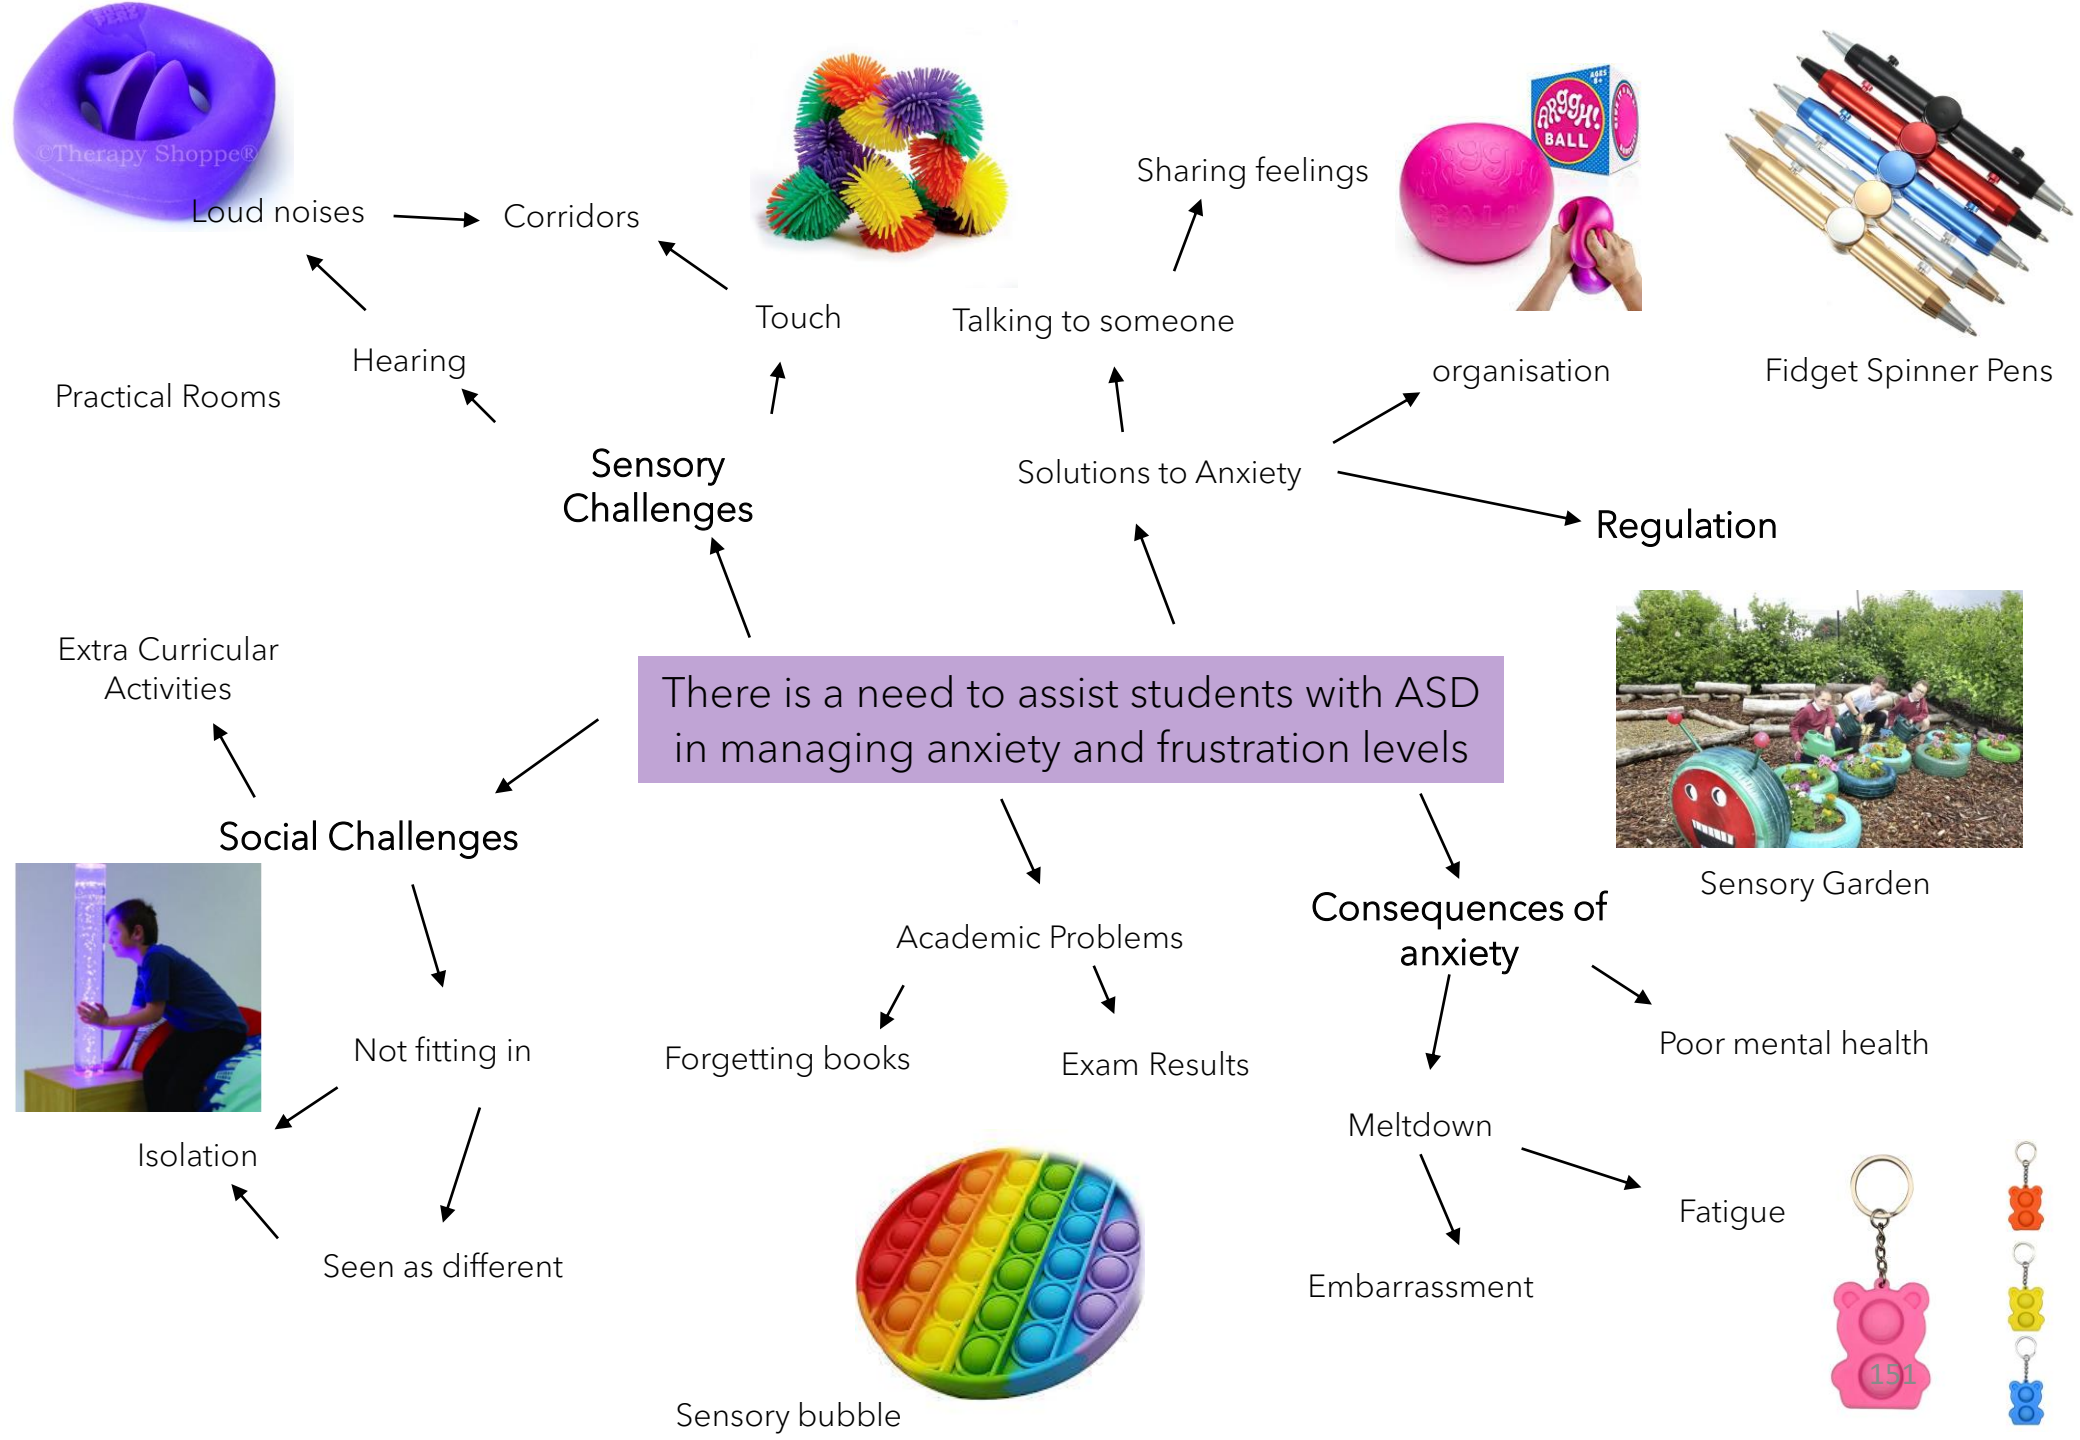 ©Therapy Shoppe®
Loud noises
Corridors
Sharing feelings
AGES
8+
ARggH!
BALL
Touch
Talking to someone
Hearing
Practical Rooms
organisation
Fidget Spinner Pens
Sensory
Challenges
Solutions to Anxiety
Regulation
Extra Curricular
Activities
There is a need to assist students with ASD
in managing anxiety and frustration levels
Social Challenges
Sensory Garden
Consequences of
anxiety
Academic Problems
Not fitting in
Forgetting books
Exam Results
Poor mental health
Meltdown
Isolation
Fatigue
Seen as different
Embarrassment
151
Sensory bubble